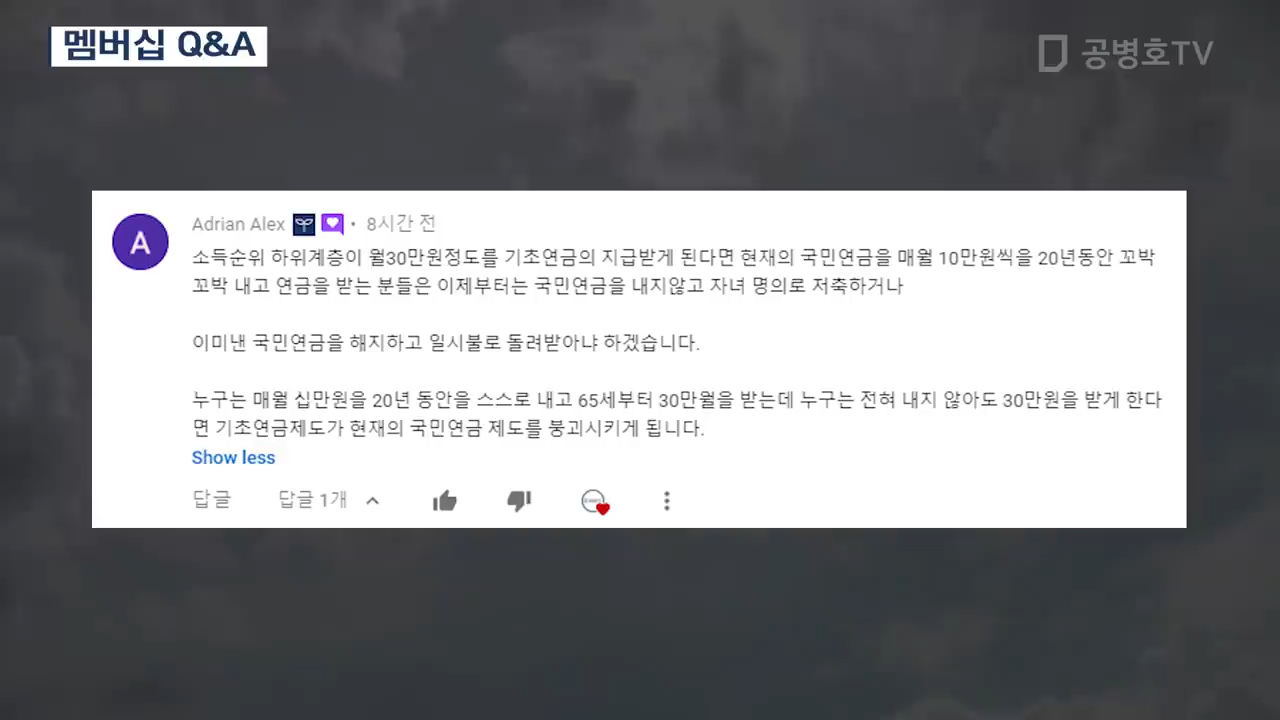 멤버십 Q&A
공병호TV
A
Adrian Alex · 8시간 전
소득순위 하위계층이 월30만원정도를 기초연금의 지급받게 된다면 현재의 국민연금을 매월 10만원씩을 20년동안 꼬박
꼬박 내고 연금을 받는 분들은 이제부터는 국민연금을 내지않고 자녀 명의로 저축하거나
이미낸 국민연금을 해지하고 일시불로 돌려받아냐 하겠습니다.
누구는 매월 십만원을 20년 동안을 스스로 내고 65세부터 30만월을 받는데 누구는 전혀 내지 않아도 30만원을 받게 한다
면 기초연금제도가 현재의 국민연금 제도를 붕괴시키게 됩니다.
Show less
답글 답글 1개